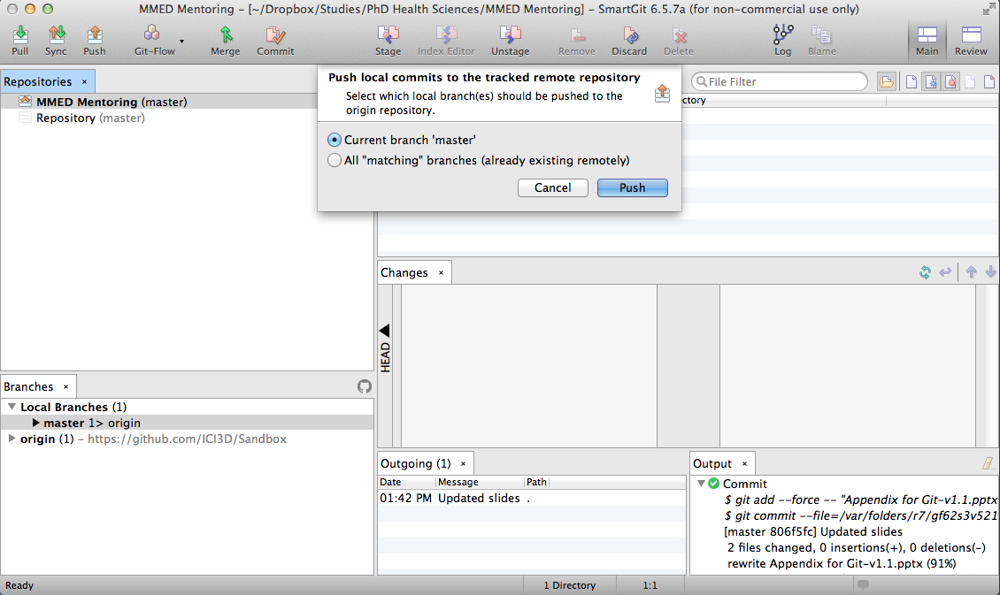 MMED Mentoring – [~/Dropbox/Studies/PhD Health Sciences/MMED Mentoring] – SmartGit 6.5.7a (for non-commercial use only)
Pull Sync Push Git-Flow Merge Commit Stage Index Editor Unstage Remove Discard Delete Log Blame Main Review
Repositories ×
MMED Mentoring (master)
Repository (master)
Push local commits to the tracked remote repository
Select which local branch(es) should be pushed to the
origin repository.
Current branch 'master'
All "matching" branches (already existing remotely)
Cancel Push
File Filter
ctory
Changes ×
HEAD
Branches ×
Local Branches (1)
master 1> origin
origin (1) – https://github.com/ICI3D/Sandbox
Outgoing (1) ×
Date Message Path
01:42 PM Updated slides .
Output ×
Commit
$ git add --force -- "Appendix for Git-v1.1.pptx
$ git commit --file=/var/folders/r7/gf62s3v521
[master 806f5fc] Updated slides
2 files changed, 0 insertions(+), 0 deletions(-)
rewrite Appendix for Git-v1.1.pptx (91%)
Ready 1 Directory 1:1